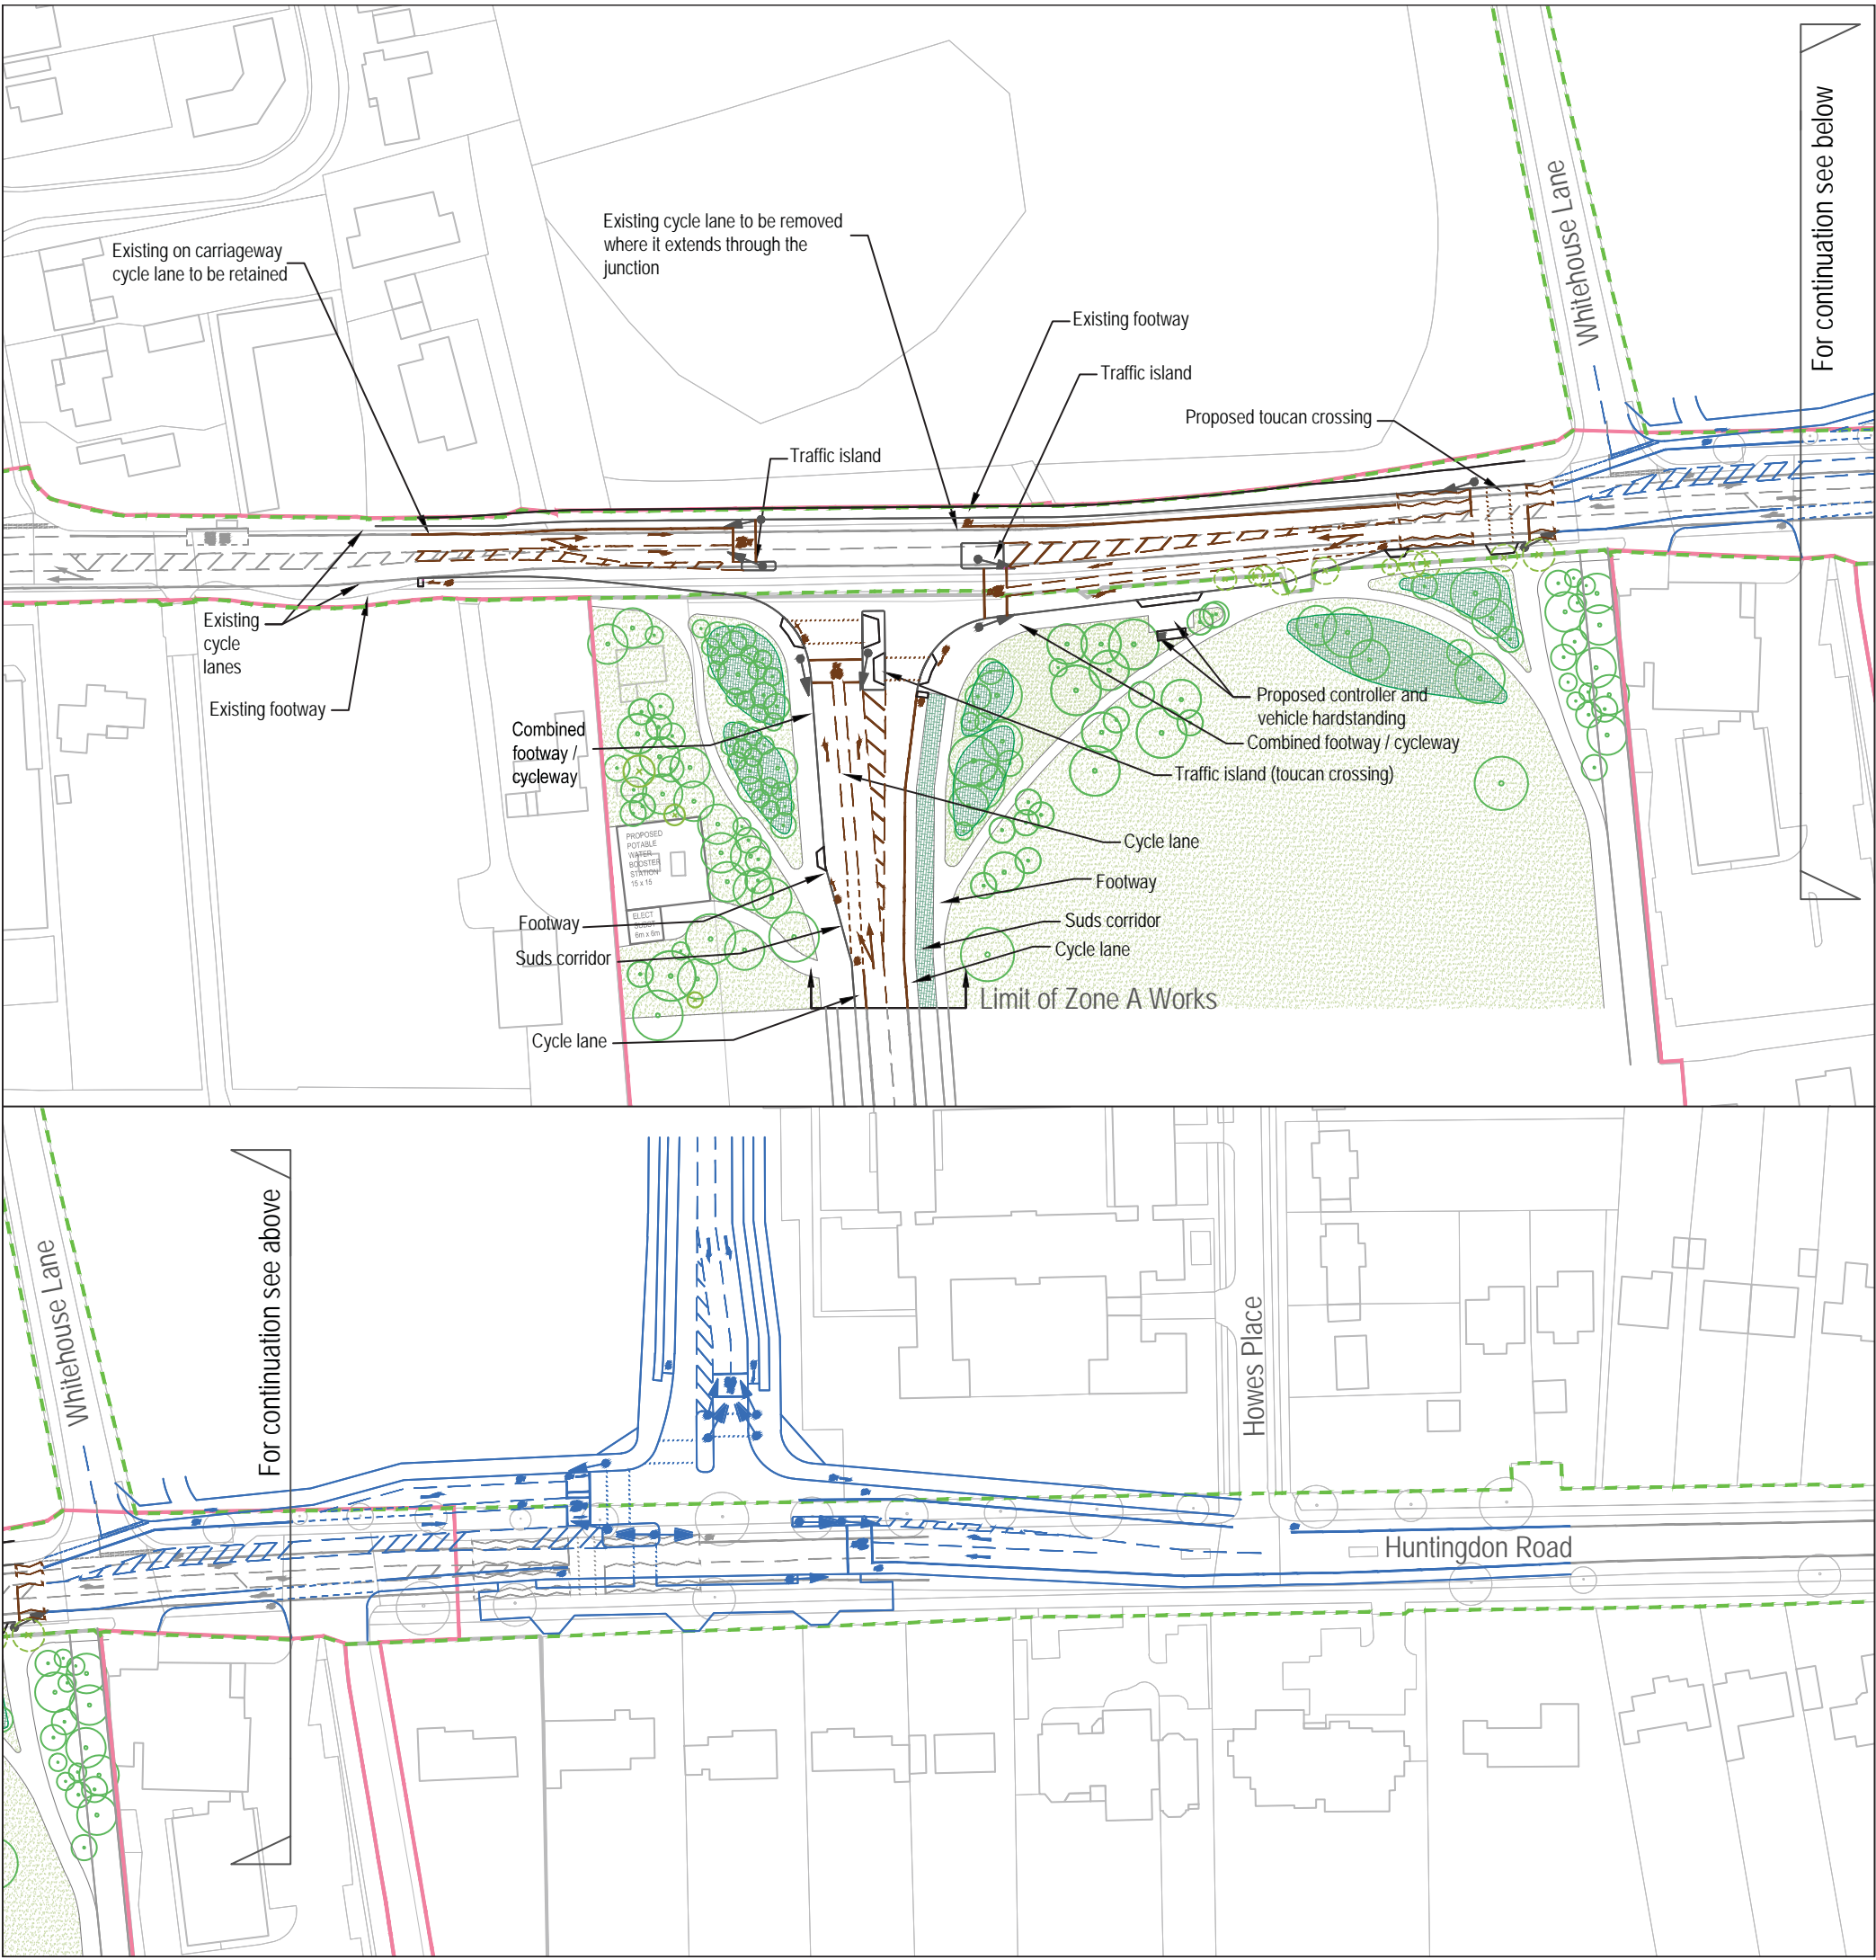 Existing cycle lane to be removed
where it extends through the
junction
Existing on carriageway
cycle lane to be retained
Existing footway
Traffic island
Proposed toucan crossing
Traffic island
Whitehouse Lane
For continuation see below
Existing
cycle
lanes
Existing footway
Combined
footway /
cycleway
Proposed controller and
vehicle hardstanding
Combined footway / cycleway
Traffic island (toucan crossing)
Cycle lane
PROPOSED
POTABLE
WATER
BOOSTER
STATION
15 x 15
Footway
ELECT
6m x 6m
Footway
Suds corridor
Suds corridor
Cycle lane
Limit of Zone A Works
Cycle lane
Whitehouse Lane
For continuation see above
Howes Place
Huntingdon Road